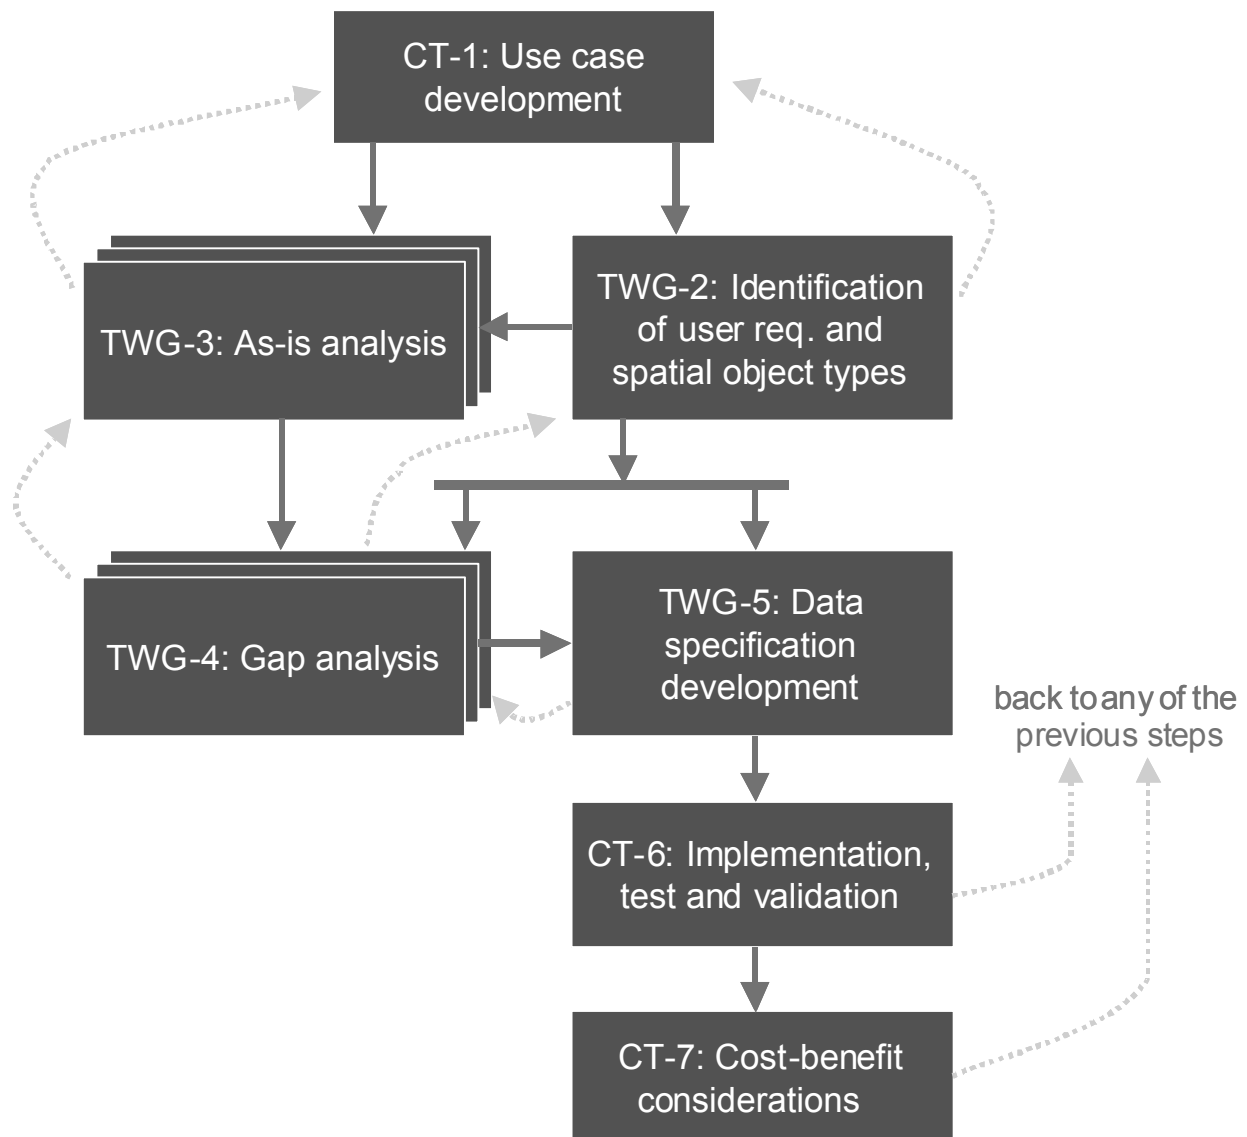 CT-1: Use case
development
TWG-3: As-is analysis
TWG-2: Identification
of user req. and
spatial object types
TWG-4: Gap analysis
TWG-5: Data
specification
development
back to any of the
previous steps
CT-6: Implementation,
test and validation
CT-7: Cost-benefit
considerations